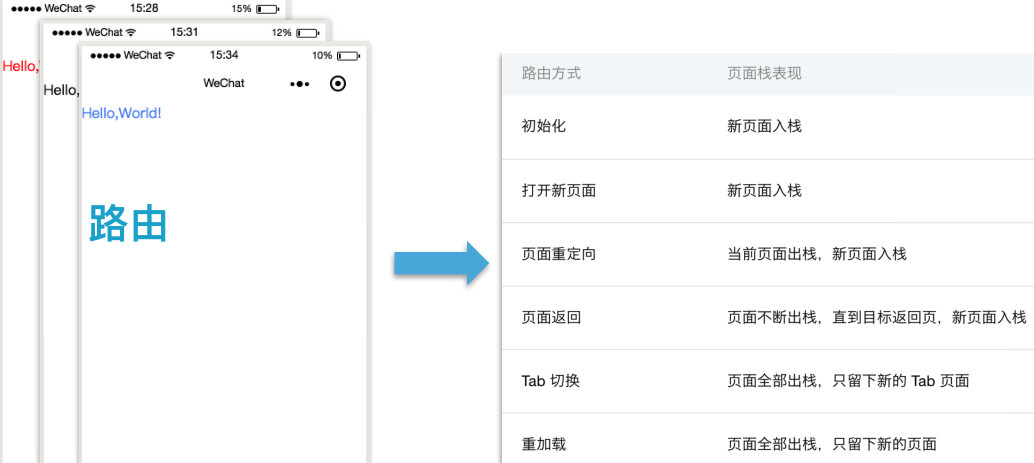 ●●●●● WeChat 15:28 15%
Hello,
●●●●● WeChat 15:31 12%
Hello,
●●●●● WeChat 15:34 10%
WeChat
Hello,World!
路由
路由方式 页面栈表现
初始化 新页面入栈
打开新页面 新页面入栈
页面重定向 当前页面出栈，新页面入栈
页面返回 页面不断出栈，直到目标返回页，新页面入栈
Tab 切换 页面全部出栈，只留下新的 Tab 页面
重加载 页面全部出栈，只留下新的页面